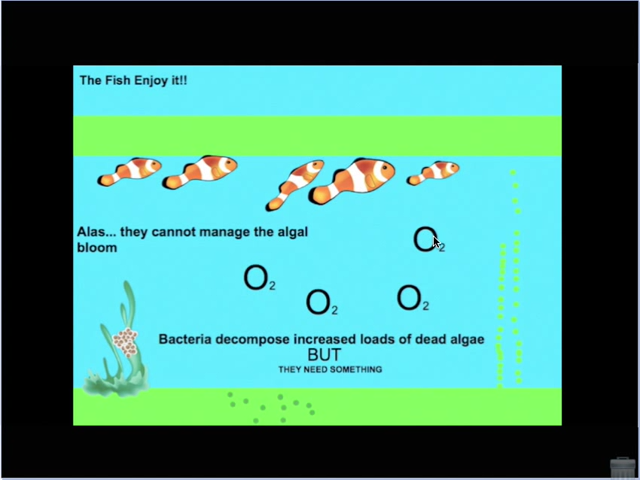 The Fish Enjoy it!!
Alas... they cannot manage the algal
bloom
O₂
O₂
O₂
O₂
Bacteria decompose increased loads of dead algae
BUT
THEY NEED SOMETHING